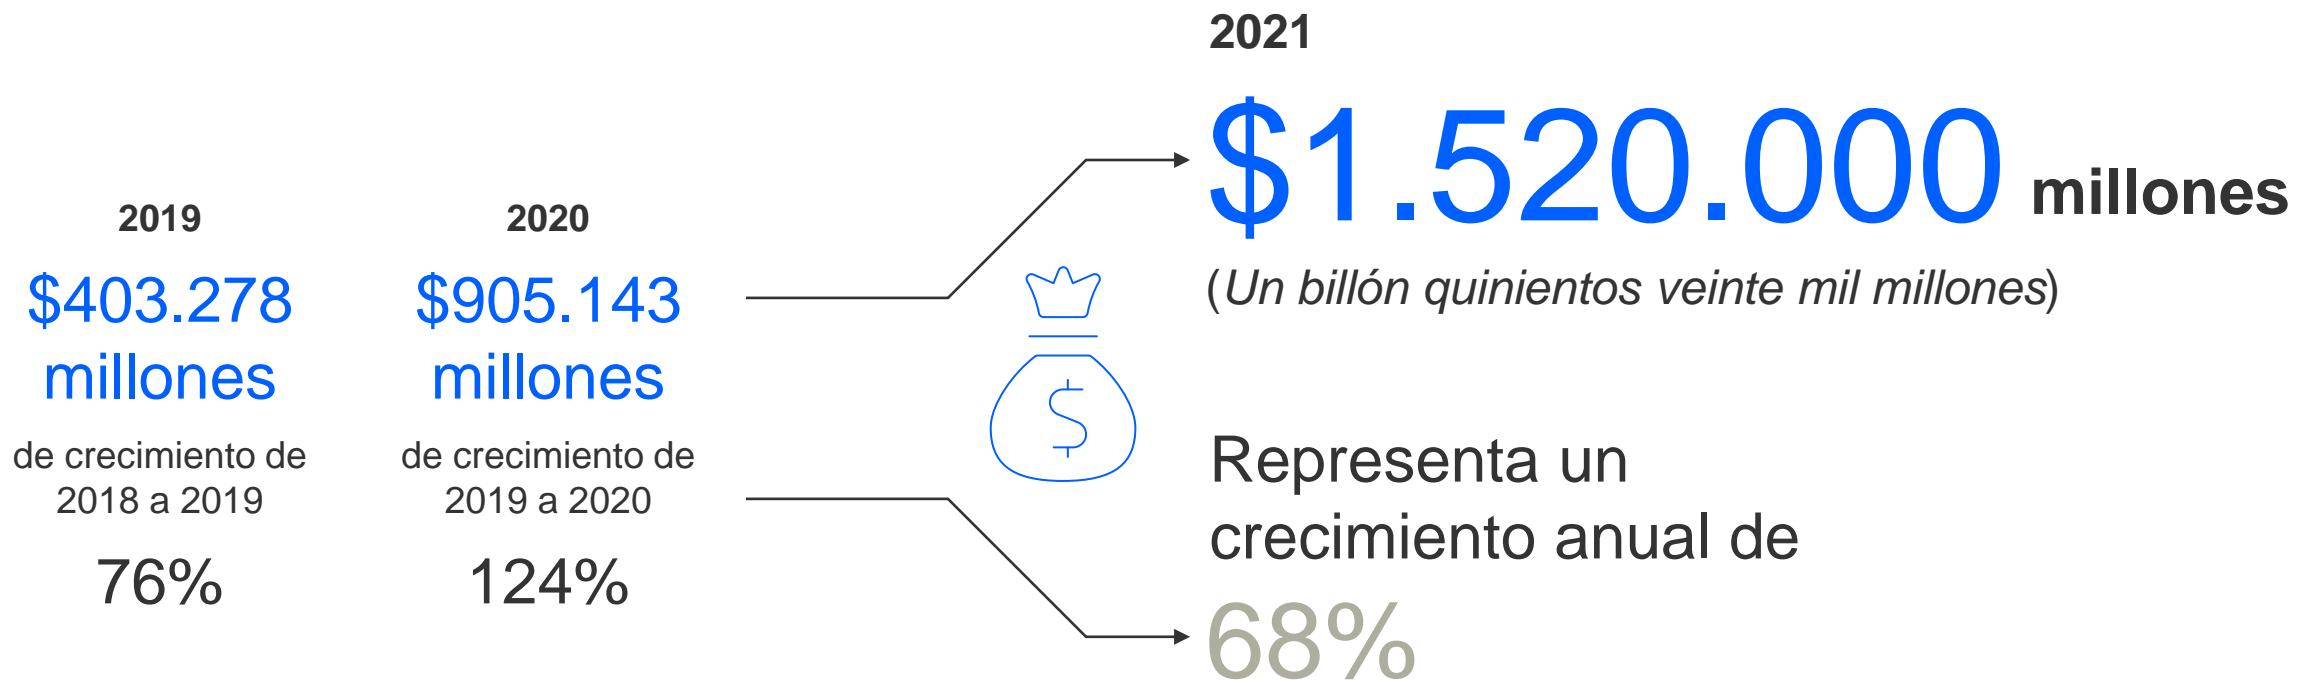 2019
$403.278
millones
de crecimiento de
2018 a 2019
76%
2020
$905.143
millones
de crecimiento de
2019 a 2020
124%
$
2021
$1.520.000 millones
(Un billón quinientos veinte mil millones)
Representa un
crecimiento anual de
68%